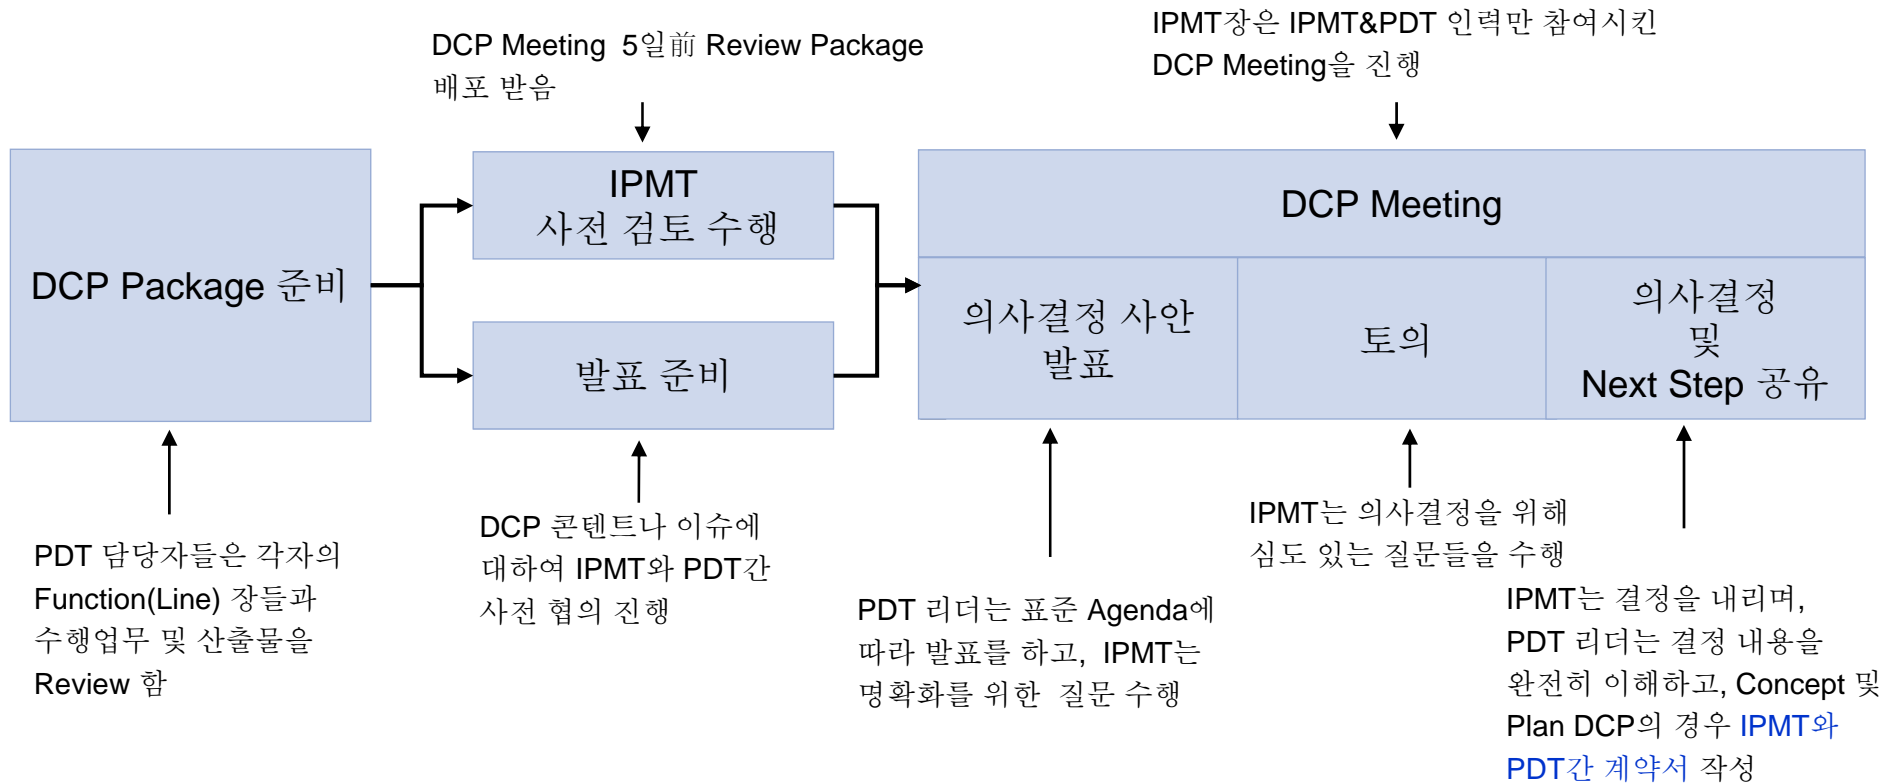 DCP Meeting  5일前 Review Package
배포 받음
IPMT장은 IPMT&PDT 인력만 참여시킨
DCP Meeting을 진행
DCP Package 준비
IPMT
사전 검토 수행
발표 준비
DCP Meeting
의사결정 사안
발표
토의
의사결정
및
Next Step 공유
PDT 담당자들은 각자의
Function(Line) 장들과
수행업무 및 산출물을
Review 함
DCP 콘텐트나 이슈에
대하여 IPMT와 PDT간
사전 협의 진행
PDT 리더는 표준 Agenda에
따라 발표를 하고,  IPMT는
명확화를 위한  질문 수행
IPMT는 의사결정을 위해
심도 있는 질문들을 수행
IPMT는 결정을 내리며,
PDT 리더는 결정 내용을
완전히 이해하고, Concept 및
Plan DCP의 경우 IPMT와
PDT간 계약서 작성